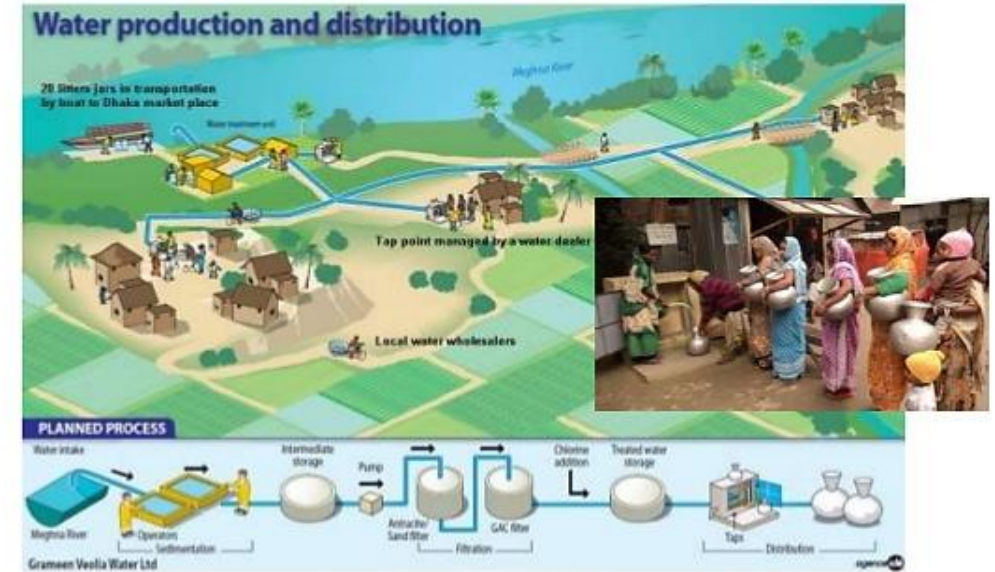 Water production and distribution
Meghna River
20 litters jars in transportation
by boat to Dhaka market place
Water treatment unit
Tap point managed by a water dealer
Local water wholesalers
PLANNED PROCESS
Water intake
Intermediate
storage
Pump
Chlorine
addition
Treated water
storage
Meghna River
Operators
Sedimentation
Antracite/
Sand filter
GAC filter
Filtration
Taps
Distribution
Grameen Veolia Water Ltd